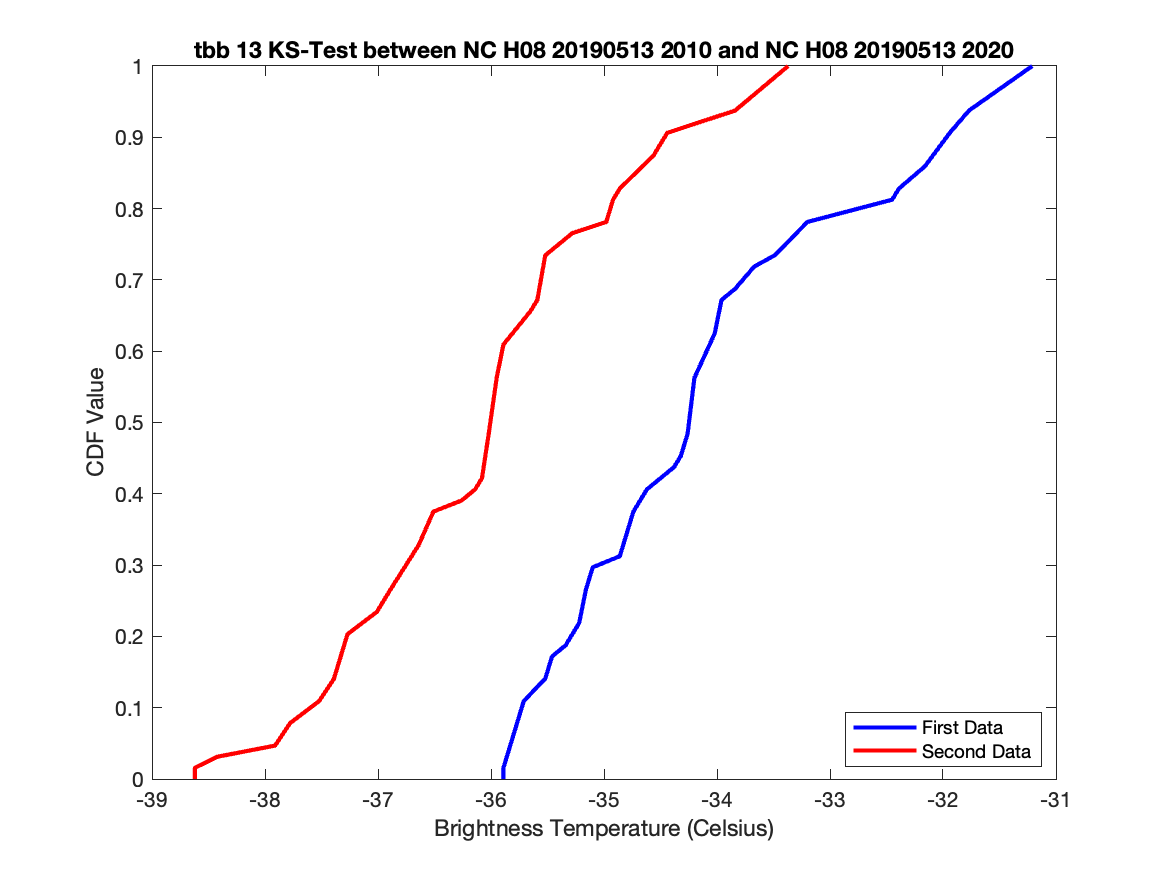 tbb 13 KS-Test between NC H08 20190513 2010 and NC H08 20190513 2020
1
0.9
0.8
0.7
0.6
0.5
0.4
0.3
0.2
0.1
0
CDF Value
-39 -38 -37 -36 -35 -34 -33 -32 -31
Brightness Temperature (Celsius)
First Data
Second Data